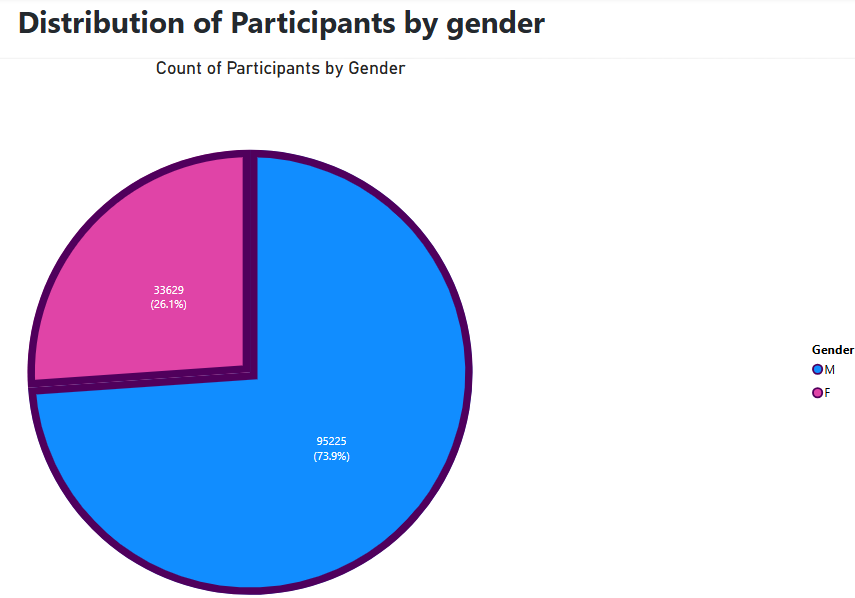 Distribution of Participants by gender
Count of Participants by Gender
33629
(26.1%)
95225
(73.9%)
Gender
M
F